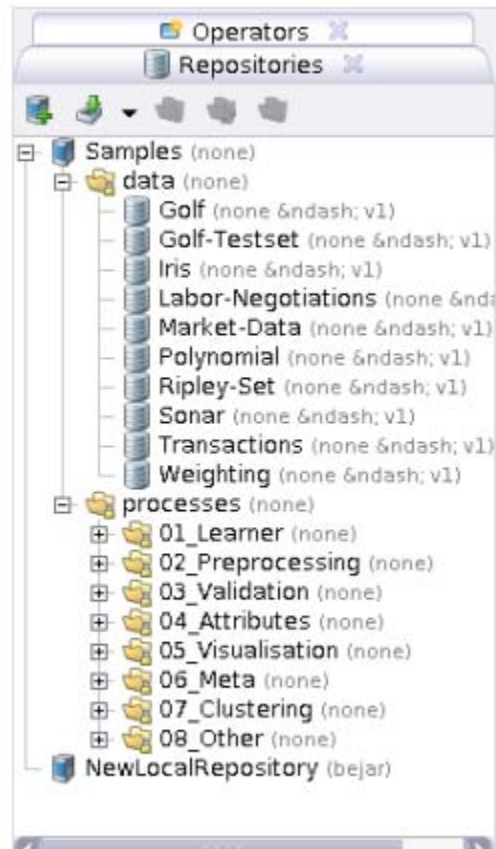 Operators
Repositories
Samples (none)
data (none)
Golf (none &ndash; v1)
Golf-Testset (none &ndash; v1)
Iris (none &ndash; v1)
Labor-Negotiations (none &nda
Market-Data (none &ndash; v1)
Polynomial (none &ndash; v1)
Ripley-Set (none &ndash; v1)
Sonar (none &ndash; v1)
Transactions (none &ndash; v1)
Weighting (none &ndash; v1)
processes (none)
01_Learner (none)
02_Preprocessing (none)
03_Validation (none)
04_Attributes (none)
05_Visualisation (none)
06_Meta (none)
07_Clustering (none)
08_Other (none)
NewLocalRepository (bejar)